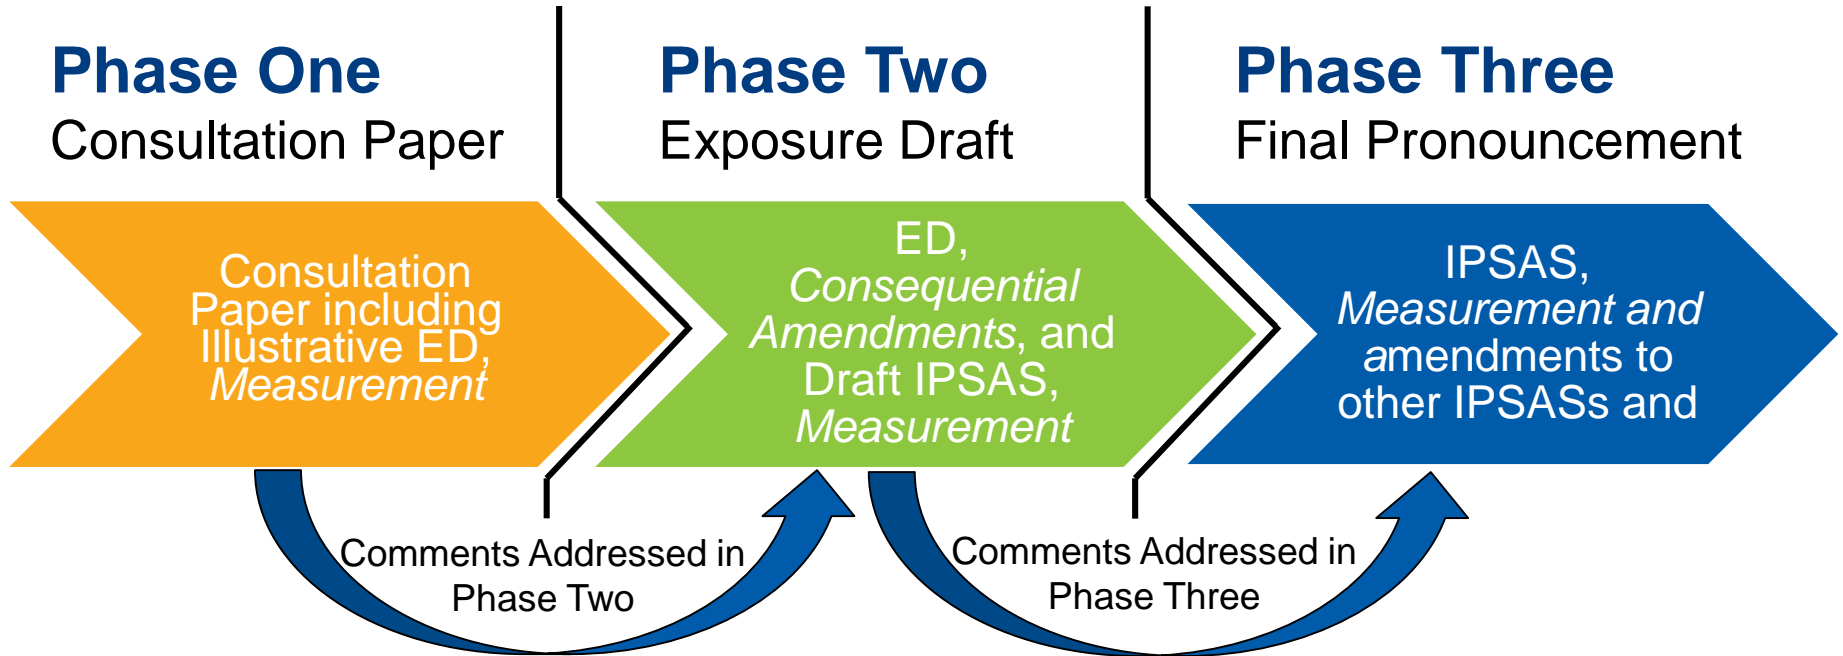 Phase One
Consultation Paper
Phase Two
Exposure Draft
Phase Three
Final Pronouncement
Consultation
Paper including
Illustrative ED,
Measurement
ED,
Consequential
Amendments, and
Draft IPSAS,
Measurement
IPSAS,
Measurement and
amendments to
other IPSASs and
Comments Addressed in
Phase Two
Comments Addressed in
Phase Three